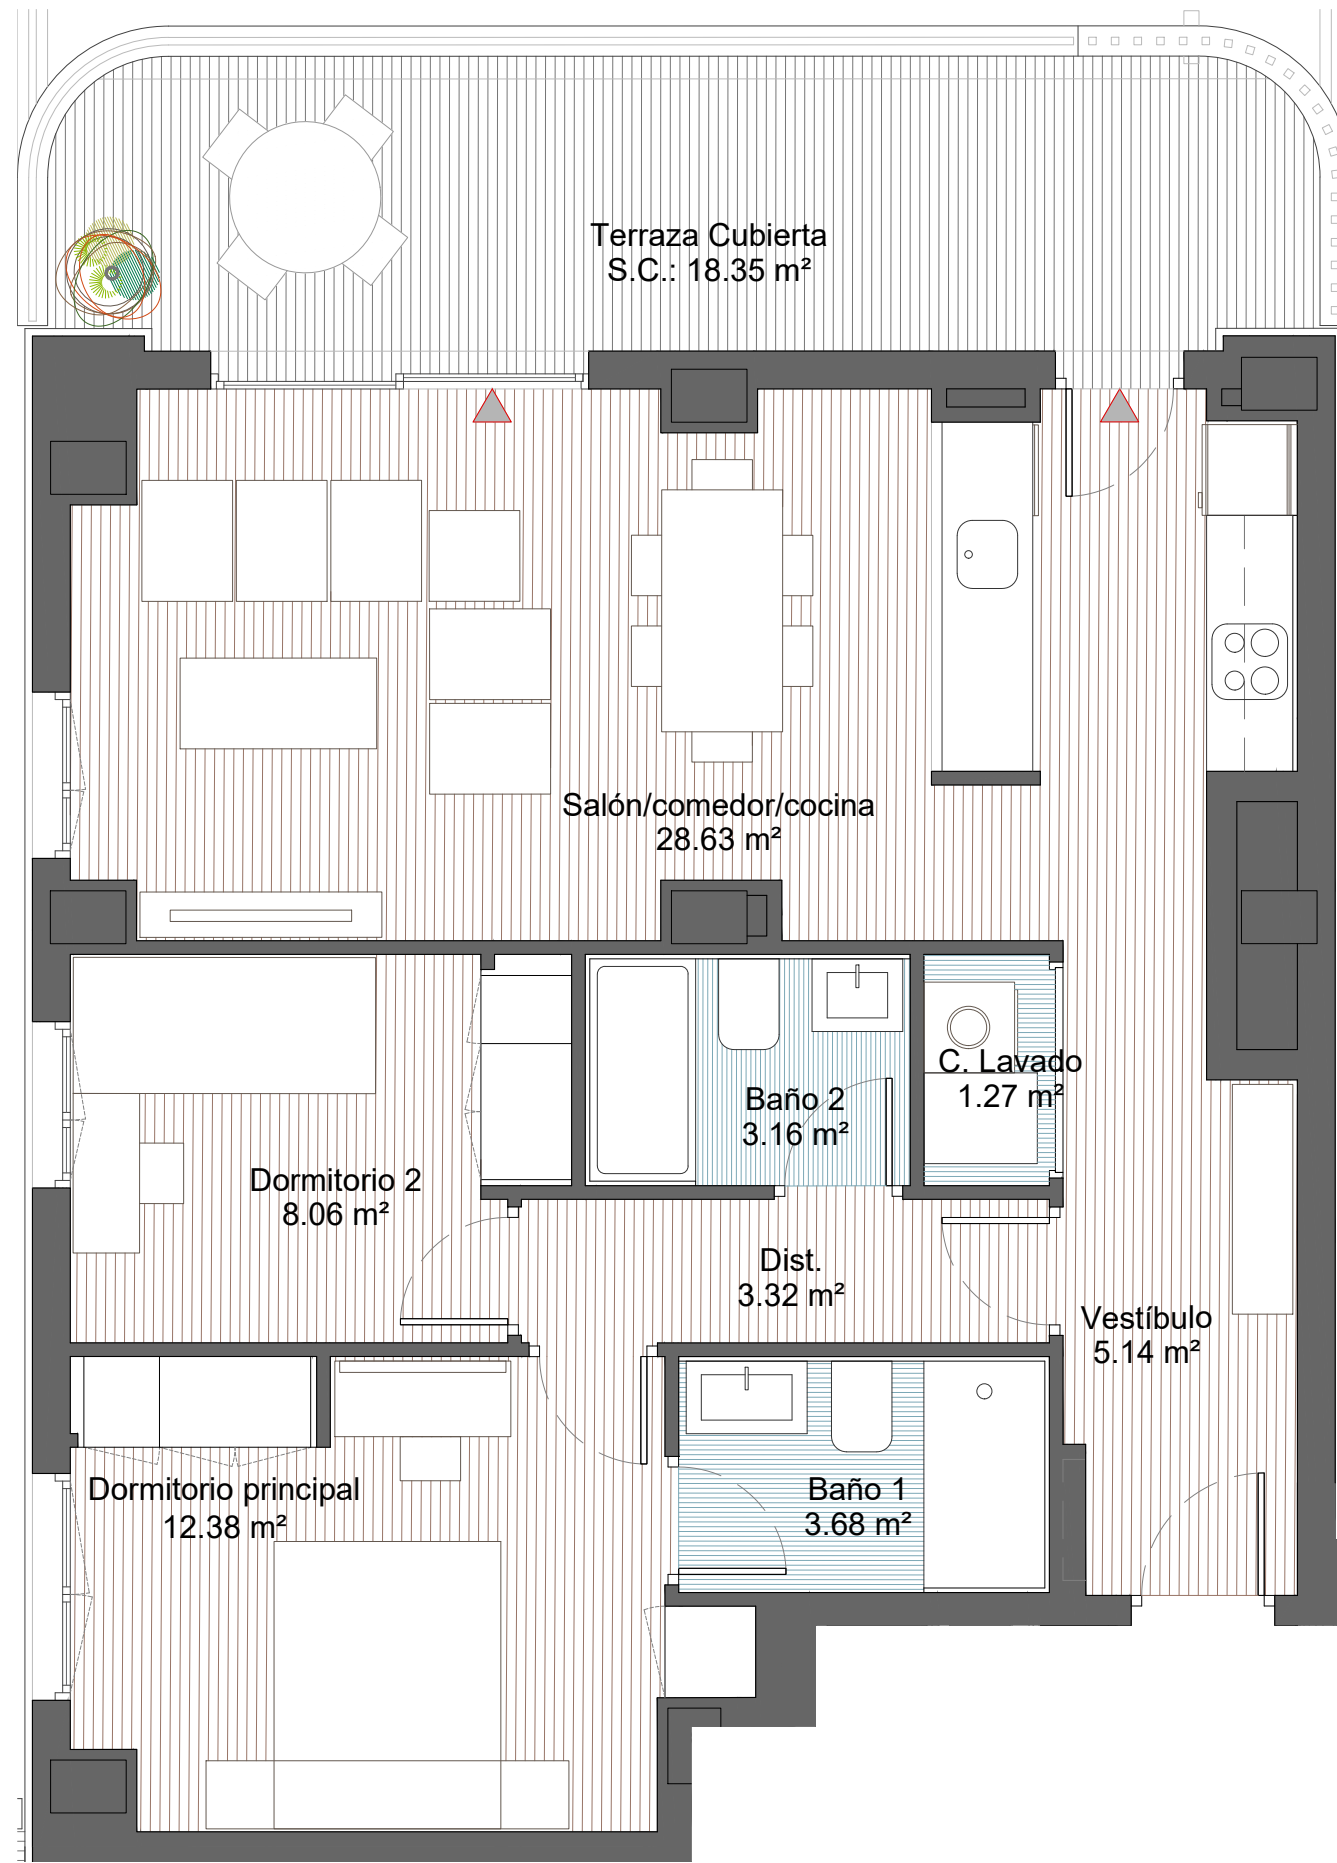 Terraza Cubierta
S.C.: 18.35 m²
Salón/comedor/cocina
28.63 m²
C. Lavado
1.27 m²
Baño 2
3.16 m²
Dormitorio 2
8.06 m²
Dist.
3.32 m²
Vestíbulo
5.14 m²
Dormitorio principal
12.38 m²
Baño 1
3.68 m²